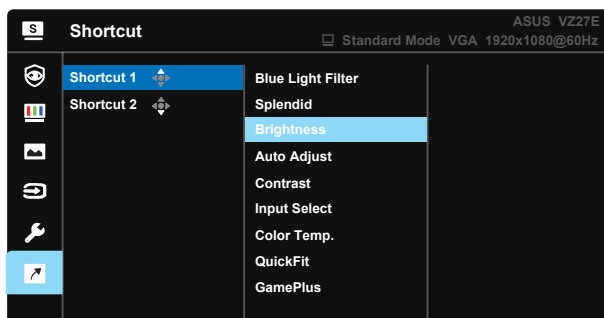 S Shortcut
ASUS VZ27E
Standard Mode VGA 1920x1080@60Hz
Shortcut 1
Shortcut 2
Blue Light Filter
Splendid
Brightness
Auto Adjust
Contrast
Input Select
Color Temp.
QuickFit
GamePlus